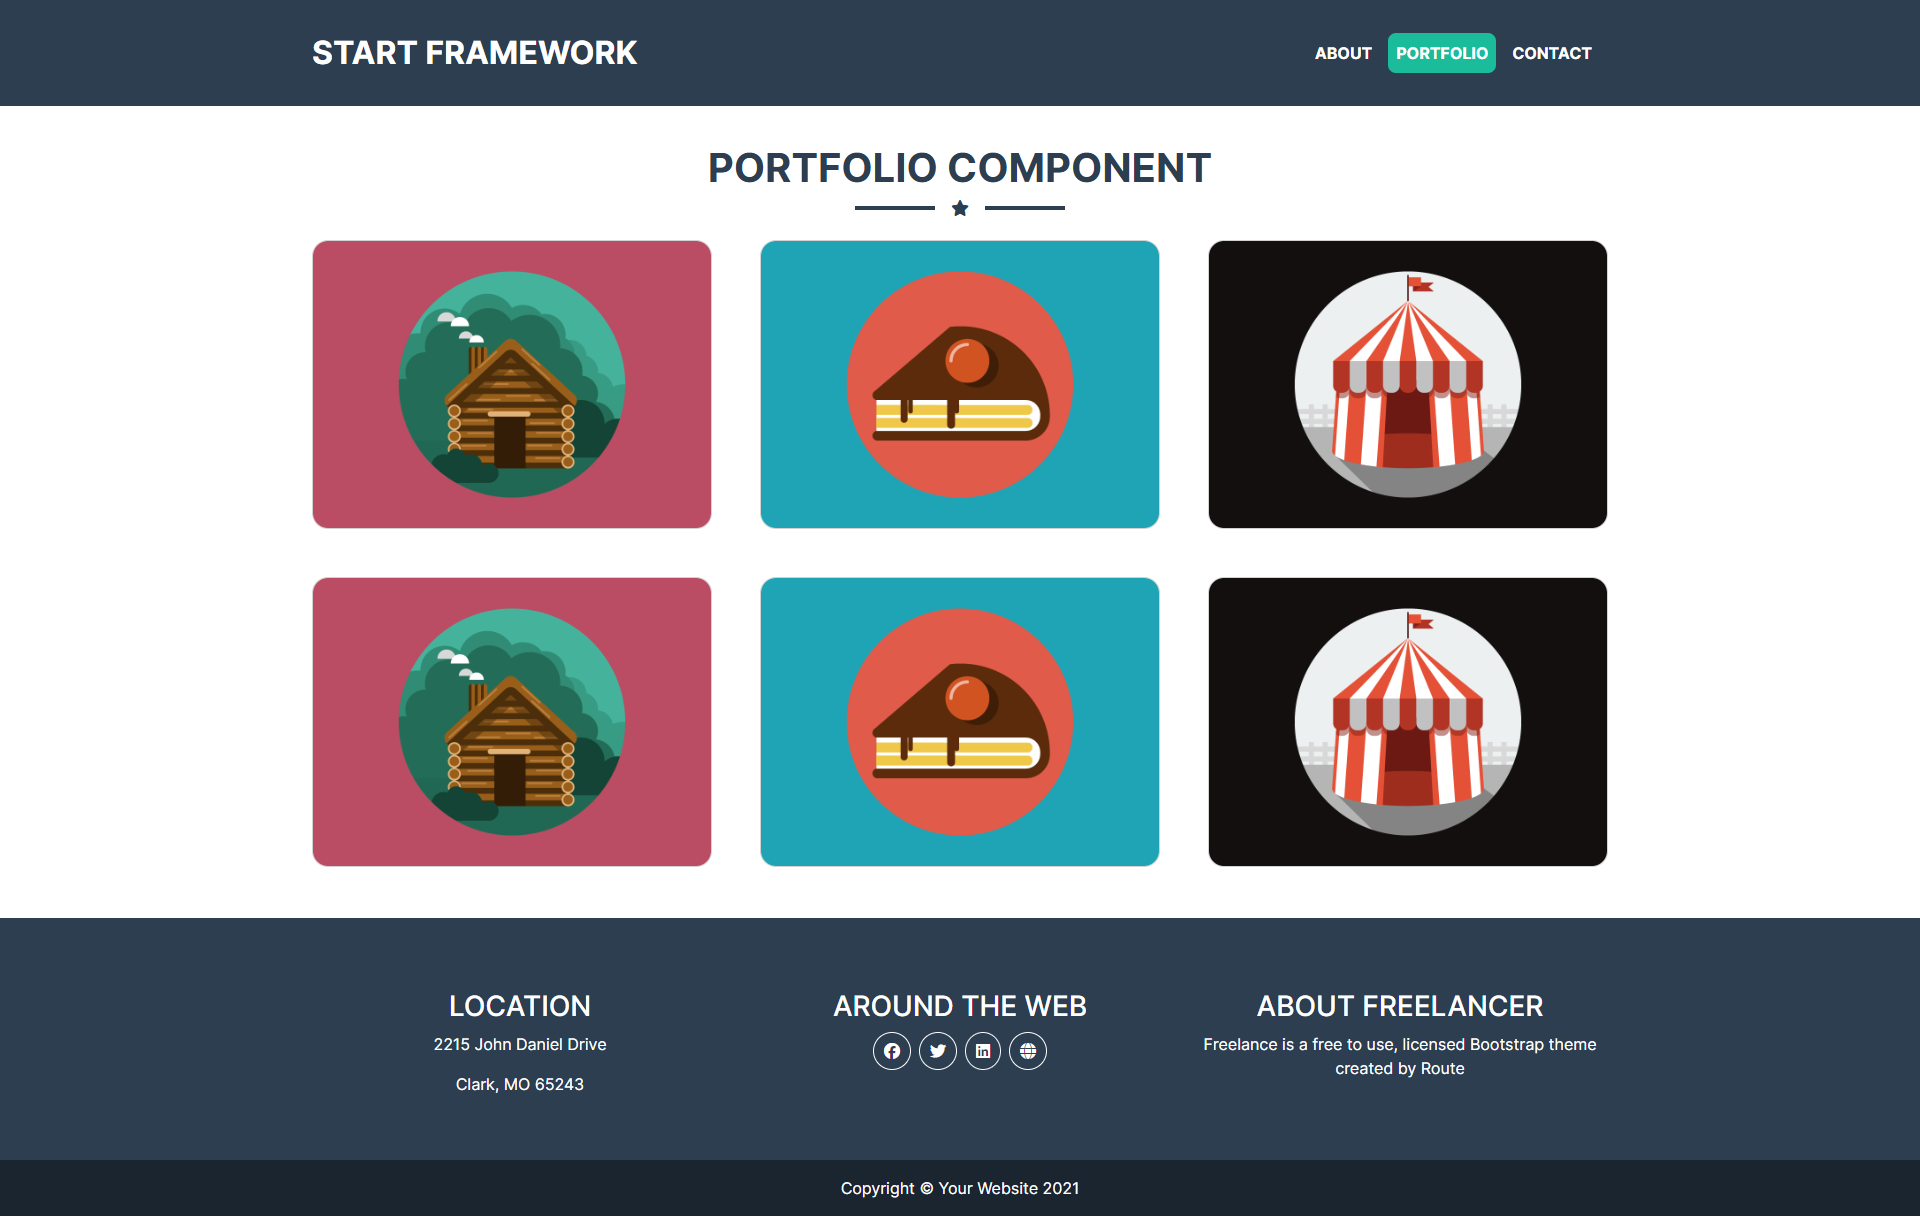 START FRAMEWORK
ABOUT PORTFOLIO CONTACT
PORTFOLIO COMPONENT
LOCATION
2215 John Daniel Drive
Clark, MO 65243
AROUND THE WEB
ABOUT FREELANCER
Freelance is a free to use, licensed Bootstrap theme
created by Route
Copyright © Your Website 2021